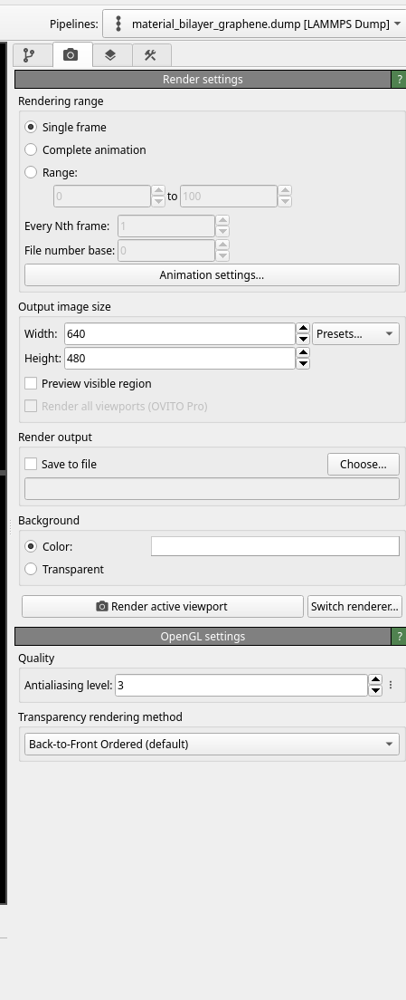 Pipelines: material_bilayer_graphene.dump [LAMMPS Dump]
Render settings ?
Rendering range
Single frame
Complete animation
Range:
0 to 100
Every Nth frame: 1
File number base: 0
Animation settings...
Output image size
Width: 640 Presets...
Height: 480
Preview visible region
Render all viewports (OVITO Pro)
Render output
Save to file Choose...
Background
Color:
Transparent
Render active viewport Switch renderer...
OpenGL settings ?
Quality
Antialiasing level: 3
Transparency rendering method
Back-to-Front Ordered (default)